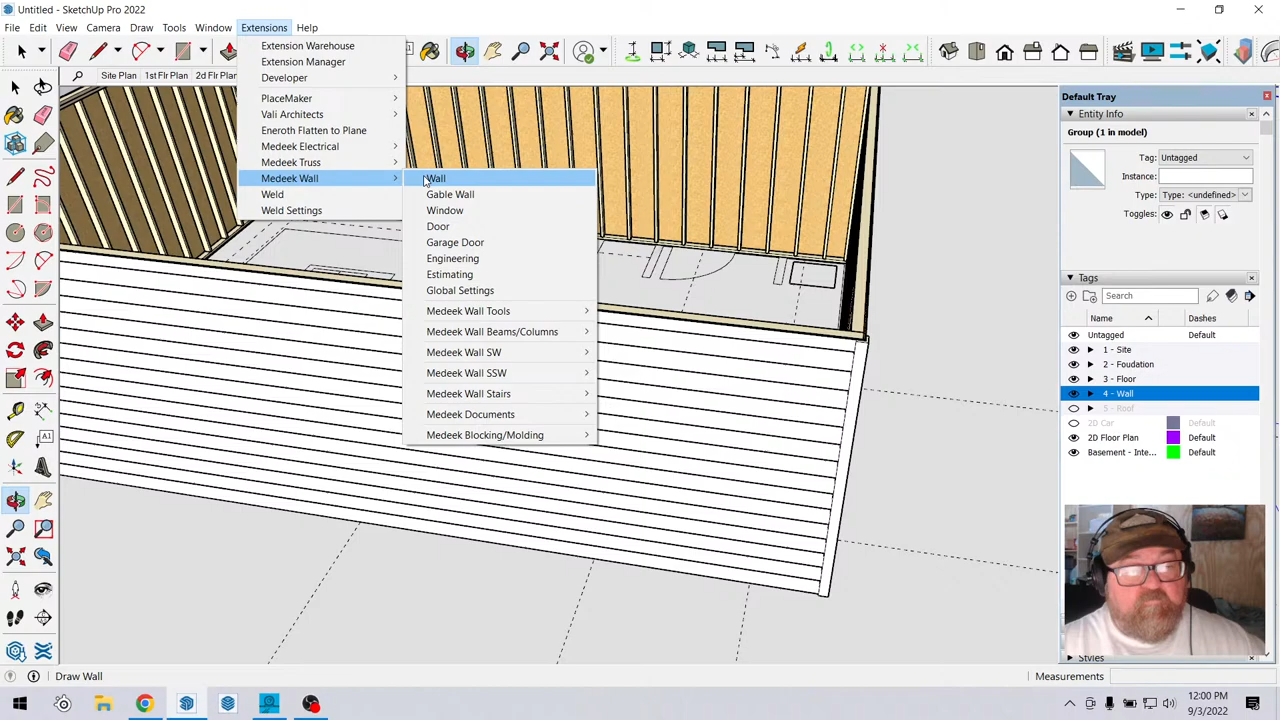 Untitled - SketchUp Pro 2022
File Edit View Camera Draw Tools Window Extensions Help
Site Plan 1st Flr Plan 2d Flr Plan
Extension Warehouse
Extension Manager
Developer
PlaceMaker
Vali Architects
Eneroth Flatten to Plane
Medeek Electrical
Medeek Truss
Medeek Wall
Weld
Weld Settings
Wall
Gable Wall
Window
Door
Garage Door
Engineering
Estimating
Global Settings
Medeek Wall Tools
Medeek Wall Beams/Columns
Medeek Wall SW
Medeek Wall SSW
Medeek Wall Stairs
Medeek Documents
Medeek Blocking/Molding
Default Tray
Entity Info
Group (1 in model)
Tag: Untagged
Instance:
Type: Type: <undefined>
Toggles:
Tags
Search
Name Dashes
Untagged Default
1 - Site
2 - Foudation
3 - Floor
4 - Wall
5 - Roof
2D Car Default
2D Floor Plan Default
Basement - Inte... Default
Styles
Draw Wall
Measurements
12:00 PM
9/3/2022